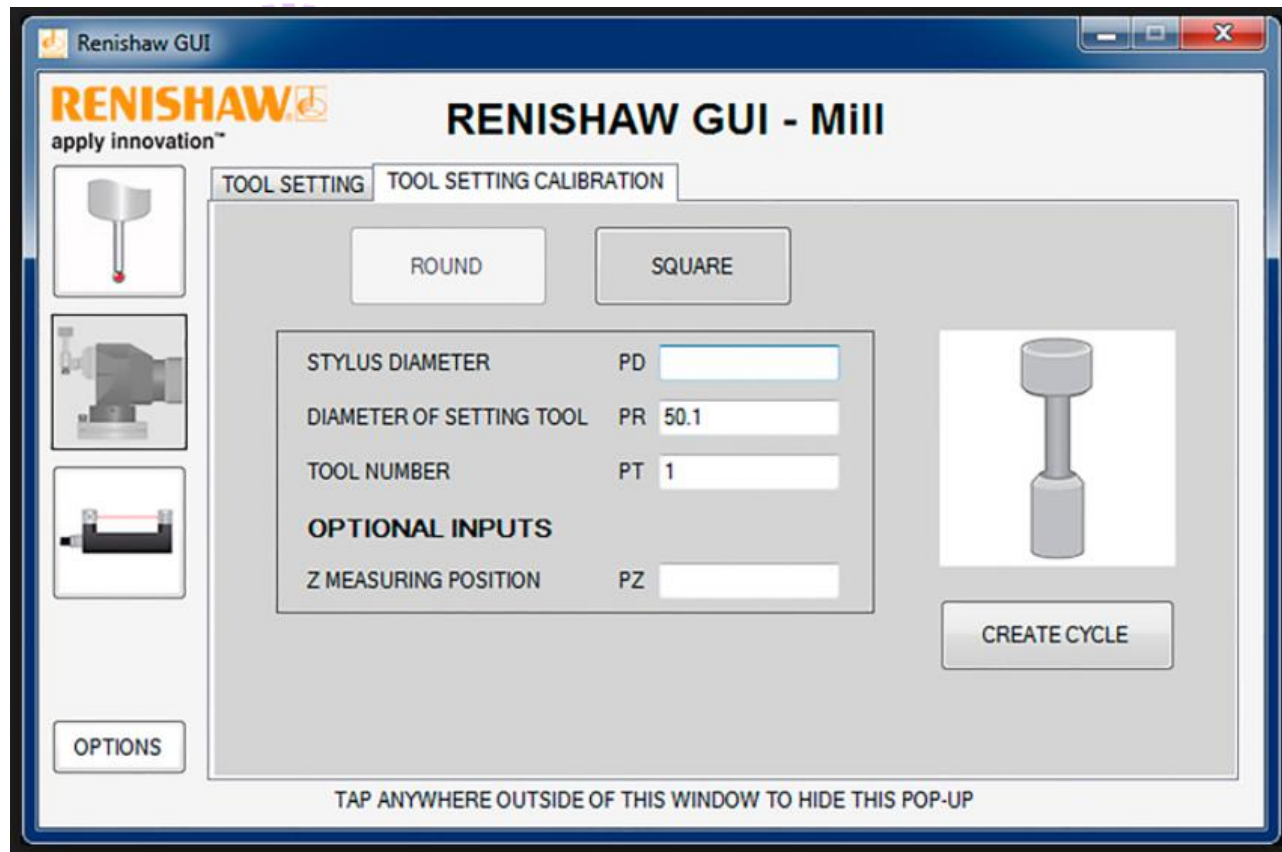 Renishaw GUI
RENISHAW
apply innovation™
RENISHAW GUI - Mill
TOOL SETTING TOOL SETTING CALIBRATION
ROUND SQUARE
STYLUS DIAMETER PD
DIAMETER OF SETTING TOOL PR 50.1
TOOL NUMBER PT 1
OPTIONAL INPUTS
Z MEASURING POSITION PZ
CREATE CYCLE
OPTIONS
TAP ANYWHERE OUTSIDE OF THIS WINDOW TO HIDE THIS POP-UP